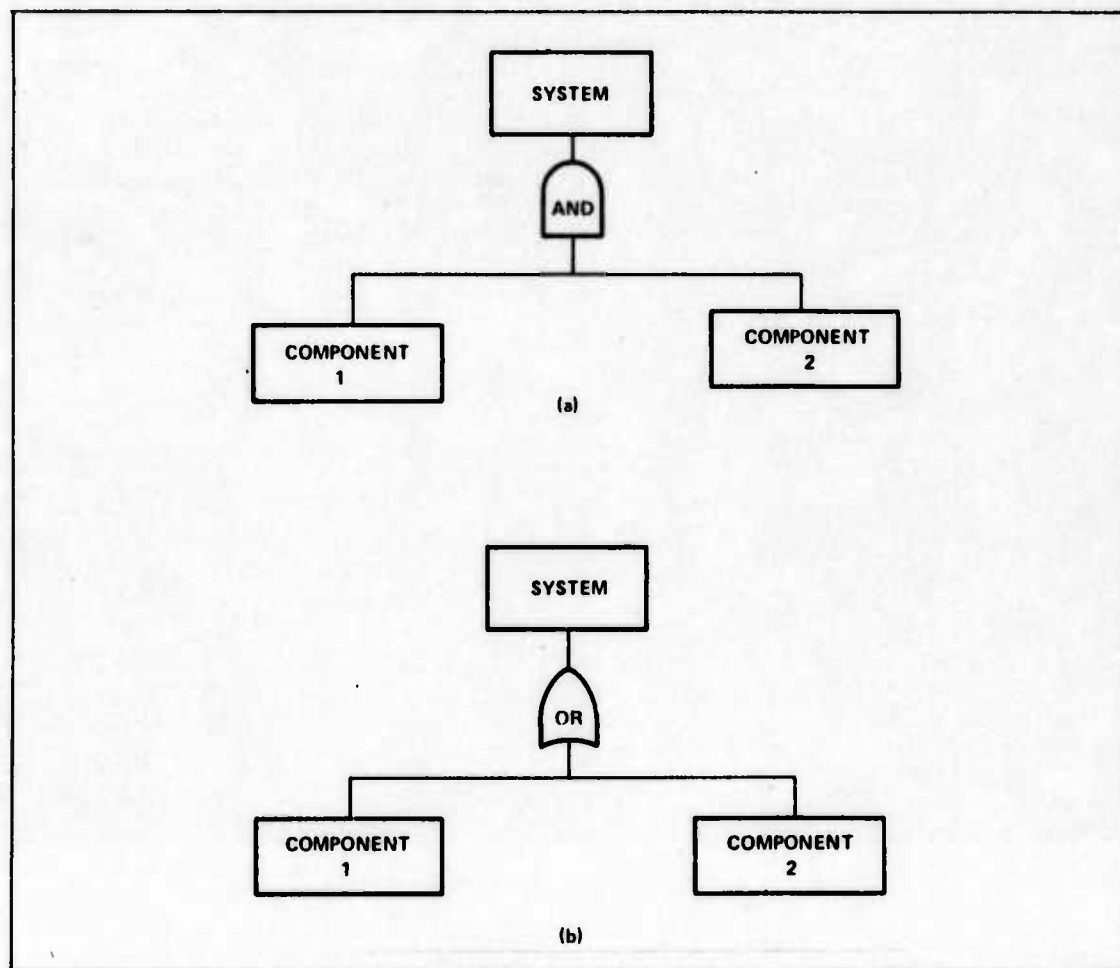 SYSTEM
AND
COMPONENT
1
COMPONENT
2
(a)
SYSTEM
OR
COMPONENT
1
COMPONENT
2
(b)